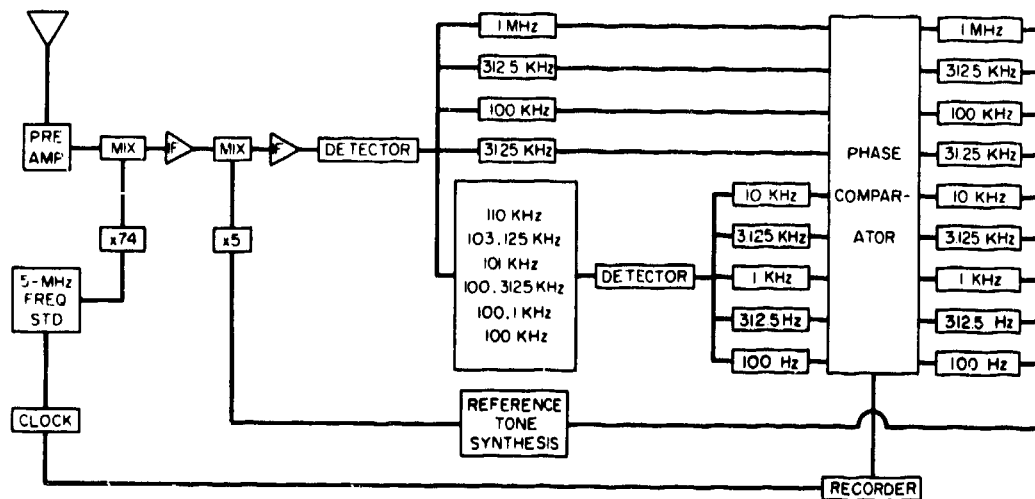 1 MHz
312.5 KHz
100 KHz
3125 KHz
PRE
AMP
MIX
IF
MIX
IF
DETECTOR
x74
x5
5-MHz
FREQ
STD
CLOCK
110 KHz
103.125 KHz
101 KHz
100.3125 KHz
100.1 KHz
100 KHz
DETECTOR
10 KHz
3.125 KHz
1 KHz
312.5 Hz
100 Hz
PHASE
COMPAR-
ATOR
1 MHz
312.5 KHz
100 KHz
31.25 KHz
10 KHz
3.125 KHz
1 KHz
312.5 Hz
100 Hz
REFERENCE
TONE
SYNTHESIS
RECORDER